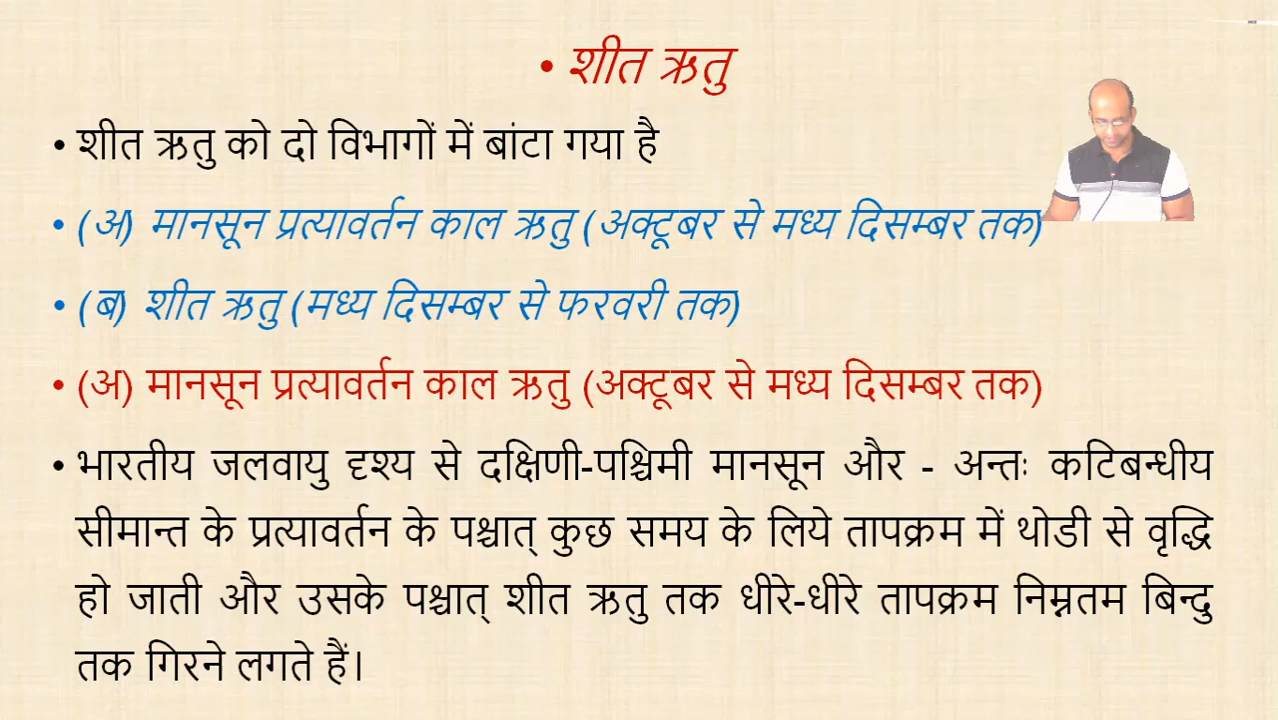 • शीत ऋतु
• शीत ऋतु को दो विभागों में बांटा गया है
• (अ) मानसून प्रत्यावर्तन काल ऋतु (अक्टूबर से मध्य दिसम्बर तक)
• (ब) शीत ऋतु (मध्य दिसम्बर से फरवरी तक)
• (अ) मानसून प्रत्यावर्तन काल ऋतु (अक्टूबर से मध्य दिसम्बर तक)
• भारतीय जलवायु दृश्य से दक्षिणी-पश्चिमी मानसून और - अन्तः कटिबन्धीय
सीमान्त के प्रत्यावर्तन के पश्चात् कुछ समय के लिये तापक्रम में थोडी से वृद्धि
हो जाती और उसके पश्चात् शीत ऋतु तक धीरे-धीरे तापक्रम निम्नतम बिन्दु
तक गिरने लगते हैं।